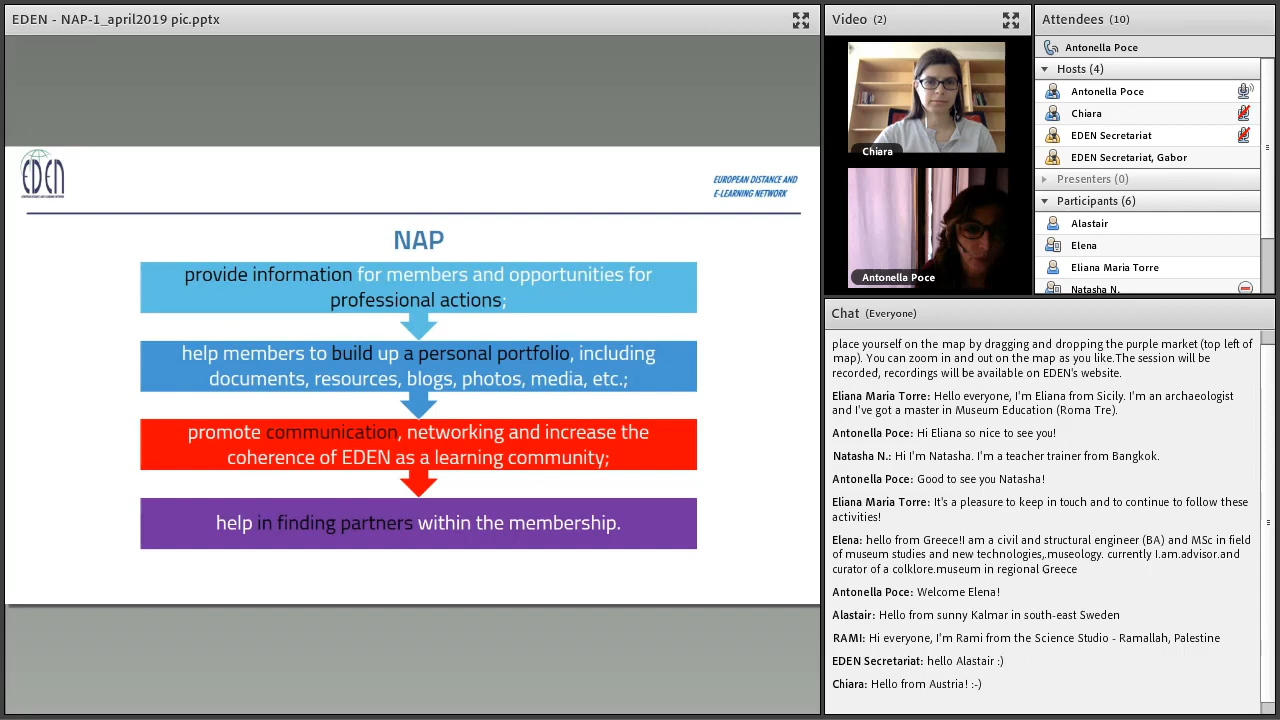 EDEN - NAP-1_april2019 pic.pptx
EDEN
EUROPEAN DISTANCE AND
E-LEARNING NETWORK
NAP
provide information for members and opportunities for
professional actions;
help members to build up a personal portfolio, including
documents, resources, blogs, photos, media, etc.;
promote communication, networking and increase the
coherence of EDEN as a learning community;
help in finding partners within the membership.
Video (2)
Chiara
Antonella Poce
Attendees (10)
Antonella Poce
Hosts (4)
Antonella Poce
Chiara
EDEN Secretariat
EDEN Secretariat, Gabor
Presenters (0)
Participants (6)
Alastair
Elena
Eliana Maria Torre
Natasha N.
Chat (Everyone)
place yourself on the map by dragging and dropping the purple market (top left of
map). You can zoom in and out on the map as you like.The session will be
recorded, recordings will be available on EDEN's website.
Eliana Maria Torre: Hello everyone, I'm Eliana from Sicily. I'm an archaeologist
and I've got a master in Museum Education (Roma Tre).
Antonella Poce: Hi Eliana so nice to see you!
Natasha N.: Hi I'm Natasha. I'm a teacher trainer from Bangkok.
Antonella Poce: Good to see you Natasha!
Eliana Maria Torre: It's a pleasure to keep in touch and to continue to follow these
activities!
Elena: hello from Greece!I am a civil and structural engineer (BA) and MSc in field
of museum studies and new technologies,.museology. currently I.am.advisor.and
curator of a colklore.museum in regional Greece
Antonella Poce: Welcome Elena!
Alastair: Hello from sunny Kalmar in south-east Sweden
RAMI: Hi everyone, I'm Rami from the Science Studio - Ramallah, Palestine
EDEN Secretariat: hello Alastair :)
Chiara: Hello from Austria! :-)